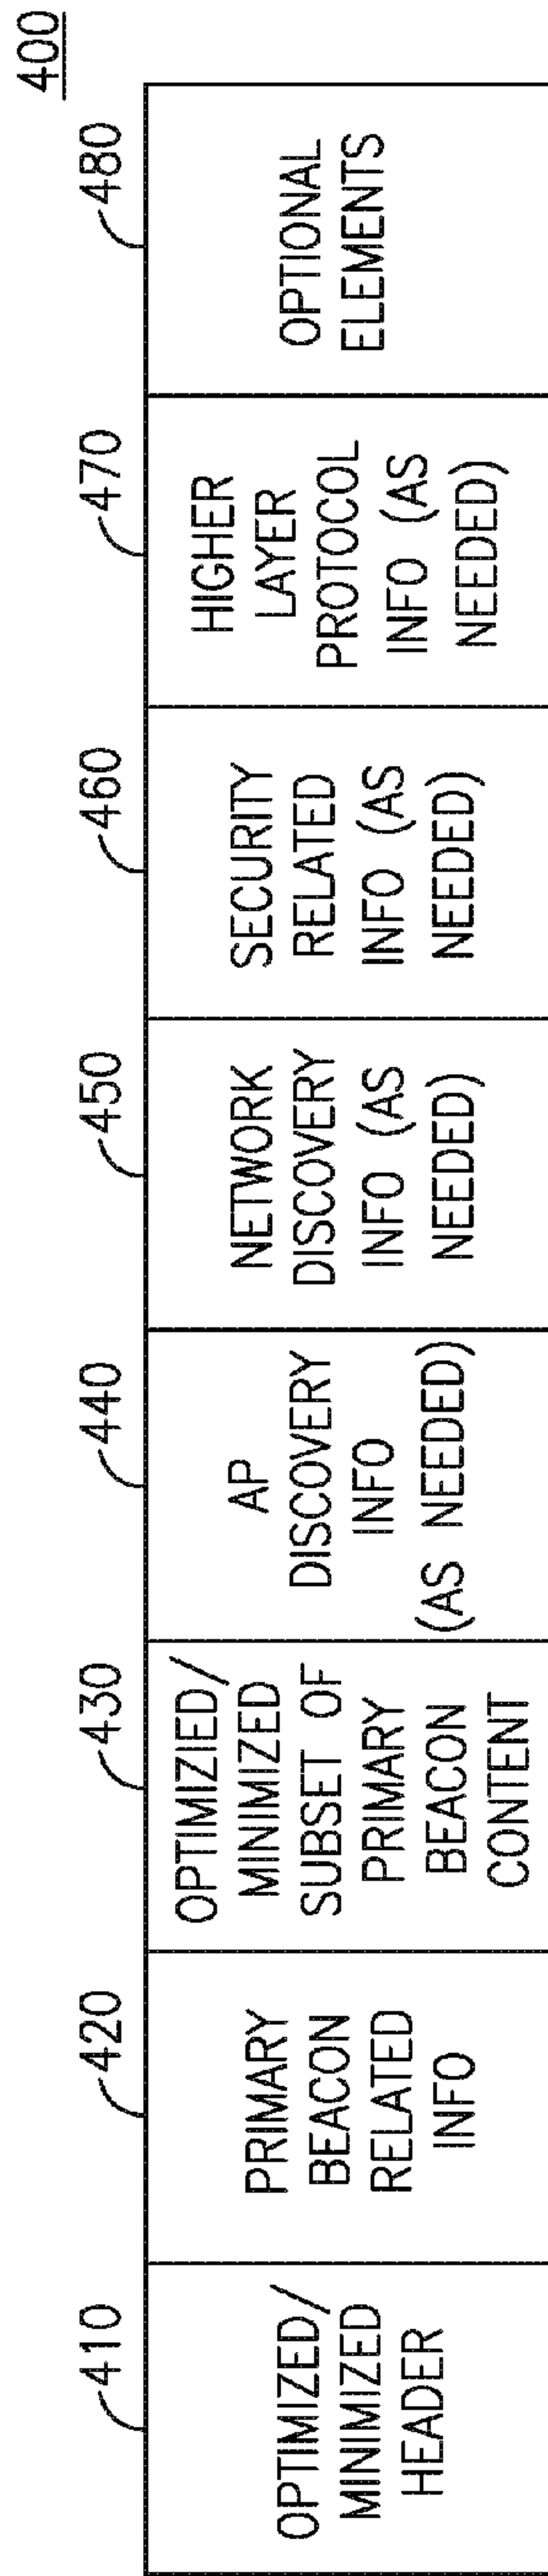 400
410
420
430
440
450
460
470
480
OPTIMIZED/
MINIMIZED
HEADER
PRIMARY
BEACON
RELATED
INFO
OPTIMIZIED/
MINIMIZED
SUBSET OF
PRIMARY
BEACON
CONTENT
AP
DISCOVERY
INFO
(AS NEEDED)
NETWORK
DISCOVERY
INFO (AS
NEEDED)
SECURITY
RELATED
INFO (AS
NEEDED)
HIGHER
LAYER
PROTOCOL
INFO (AS
NEEDED)
OPTIONAL
ELEMENTS